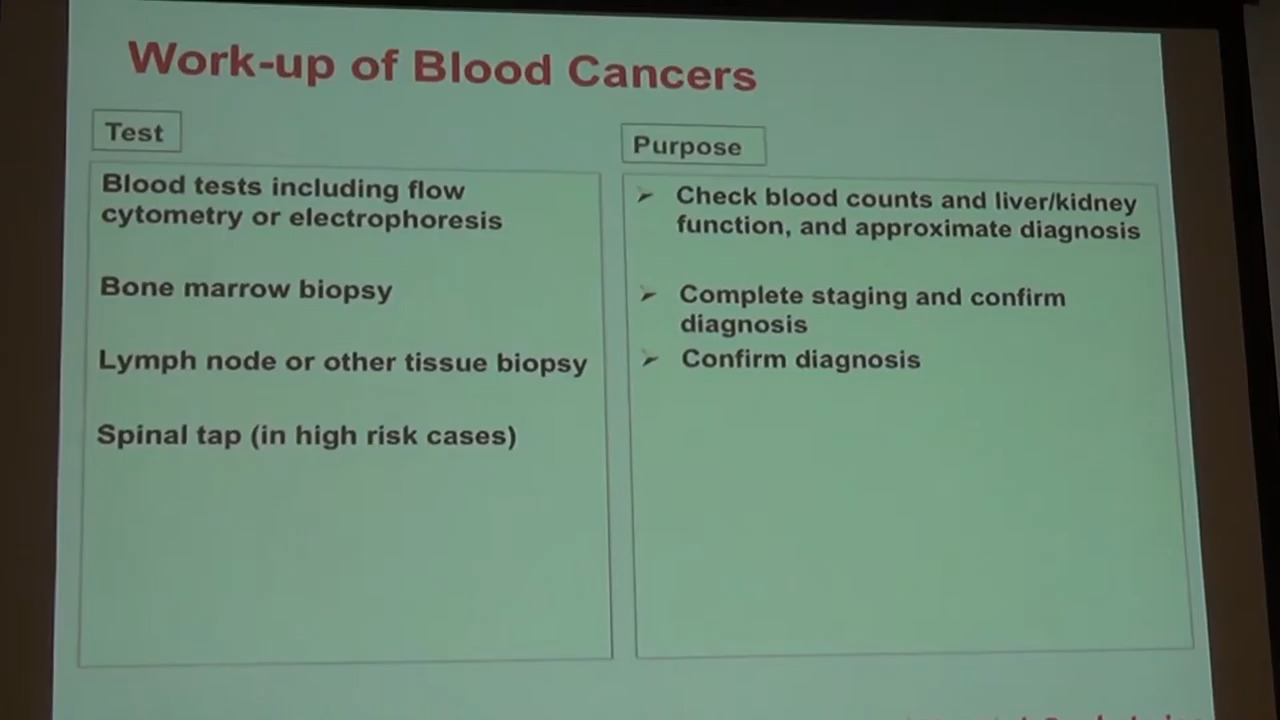 Work-up of Blood Cancers
Test
Purpose
Blood tests including flow
cytometry or electrophoresis
Bone marrow biopsy
Lymph node or other tissue biopsy
Spinal tap (in high risk cases)
➢ Check blood counts and liver/kidney
function, and approximate diagnosis
➢ Complete staging and confirm
diagnosis
➢ Confirm diagnosis